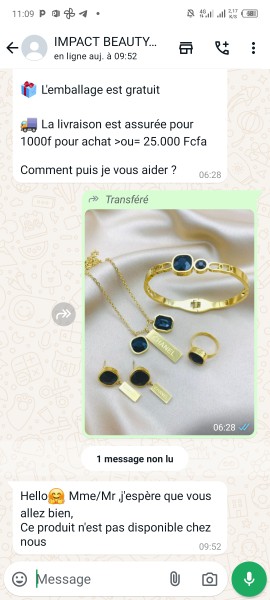 11:09
IMPACT BEAUTY...
en ligne auj. à 09:52
L'emballage est gratuit
La livraison est assurée pour
1000f pour achat >ou= 25.000 Fcfa
Comment puis je vous aider ?
06:28
Transféré
06:28
1 message non lu
Hello🤗 Mme/Mr ,j'espère que vous
allez bien,
Ce produit n'est pas disponible chez
nous
09:52
Message